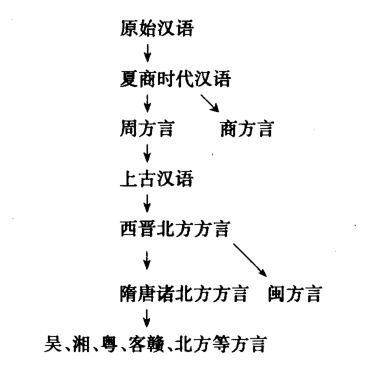 原始汉语
夏商时代汉语
周方言 商方言
上古汉语
西晋北方方言
隋唐诸北方方言 闽方言
吴、湘、粤、客赣、北方等方言